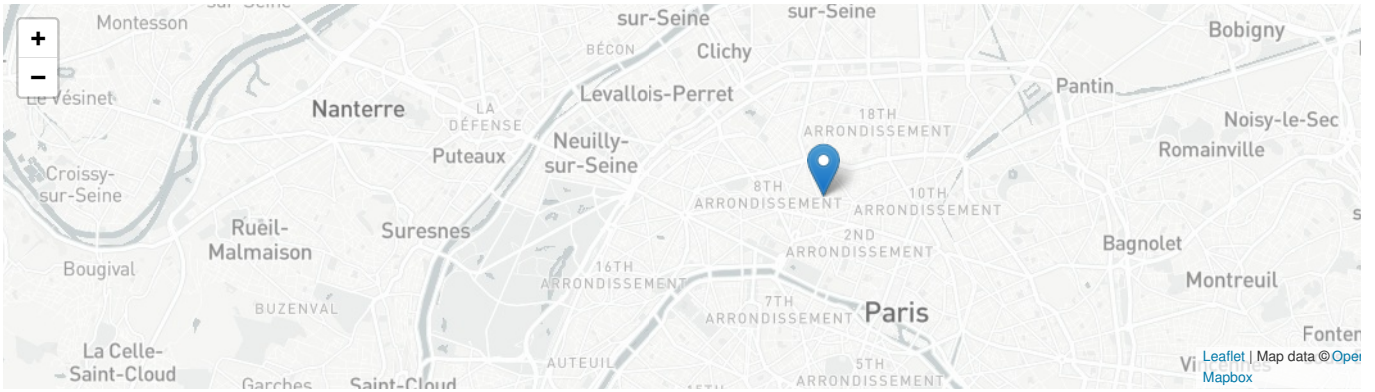 +
−
Montesson
sur-Seine
sur-Seine
Clichy
BÉCON
Bobigny
Le Vésinet
Nanterre
LA
DÉFENSE
Levallois-Perret
Pantin
18TH
ARRONDISSEMENT
Noisy-le-Sec
Puteaux
Neuilly-
sur-Seine
Romainville
Croissy-
sur-Seine
8TH
ARRONDISSEMENT
10TH
ARRONDISSEMENT
Rueil-
Malmaison
Suresnes
2ND
ARRONDISSEMENT
Bagnolet
Bougival
16TH
ARRONDISSEMENT
Montreuil
BUZENVAL
7TH
ARRONDISSEMENT
Paris
La Celle-
Saint-Cloud
AUTEUIL
5TH
ARRONDISSEMENT
Garches
Saint-Cloud
Leaflet | Map data ©
Mapbox